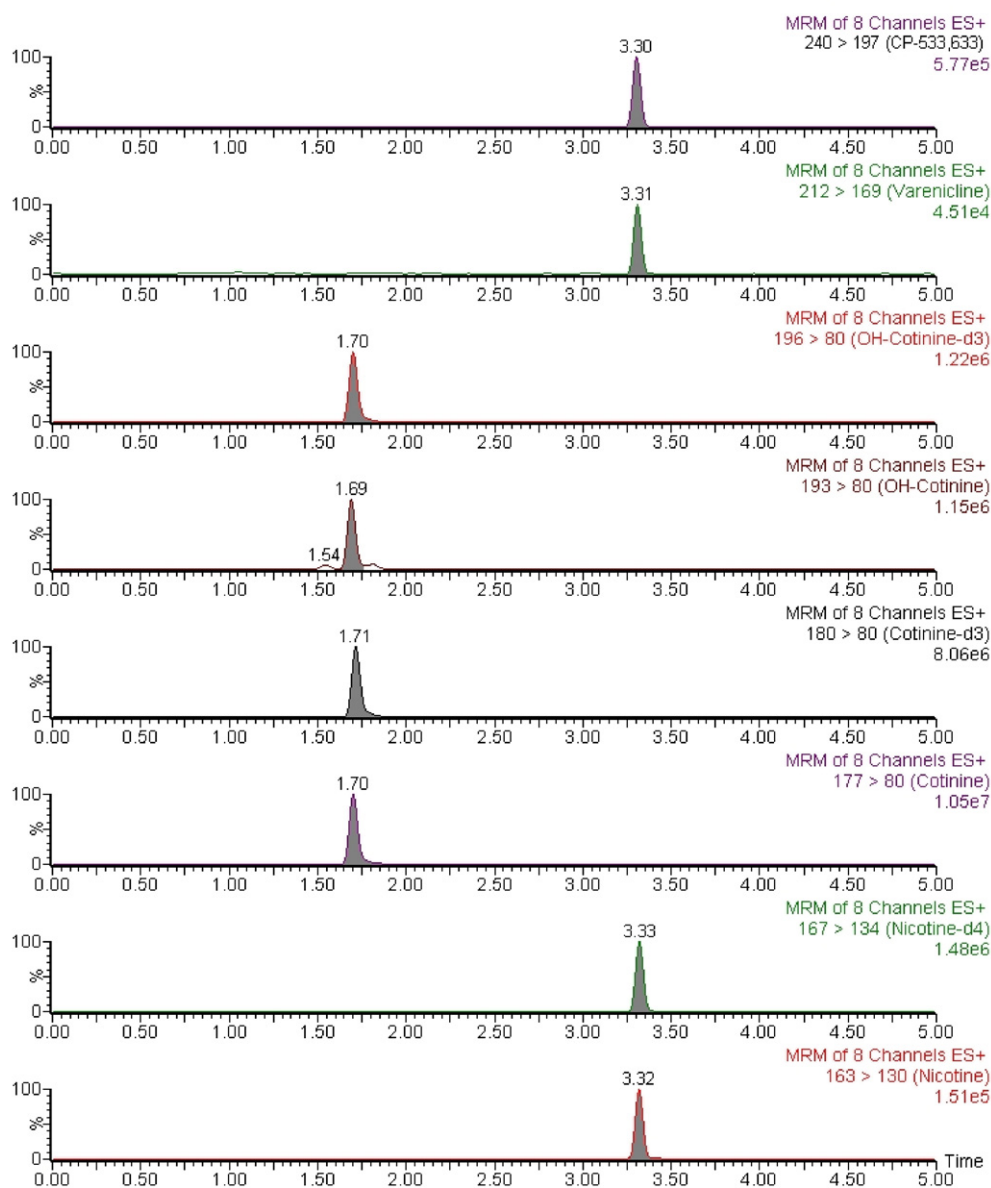 MRM of 8 Channels ES+
240 > 197 (CP-533,633)
5.77e5
3.30
100
%
0
0.00 0.50 1.00 1.50 2.00 2.50 3.00 3.50 4.00 4.50 5.00
MRM of 8 Channels ES+
212 > 169 (Varenicline)
4.51e4
3.31
100
%
0
0.00 0.50 1.00 1.50 2.00 2.50 3.00 3.50 4.00 4.50 5.00
MRM of 8 Channels ES+
196 > 80 (OH-Cotinine-d3)
1.22e6
1.70
100
%
0
0.00 0.50 1.00 1.50 2.00 2.50 3.00 3.50 4.00 4.50 5.00
MRM of 8 Channels ES+
193 > 80 (OH-Cotinine)
1.15e6
1.69
100
%
1.54
0
0.00 0.50 1.00 1.50 2.00 2.50 3.00 3.50 4.00 4.50 5.00
MRM of 8 Channels ES+
180 > 80 (Cotinine-d3)
8.06e6
1.71
100
%
0
0.00 0.50 1.00 1.50 2.00 2.50 3.00 3.50 4.00 4.50 5.00
MRM of 8 Channels ES+
177 > 80 (Cotinine)
1.05e7
1.70
100
%
0
0.00 0.50 1.00 1.50 2.00 2.50 3.00 3.50 4.00 4.50 5.00
MRM of 8 Channels ES+
167 > 134 (Nicotine-d4)
1.48e6
3.33
100
%
0
0.00 0.50 1.00 1.50 2.00 2.50 3.00 3.50 4.00 4.50 5.00
MRM of 8 Channels ES+
163 > 130 (Nicotine)
1.51e5
3.32
100
%
0
Time
0.00 0.50 1.00 1.50 2.00 2.50 3.00 3.50 4.00 4.50 5.00